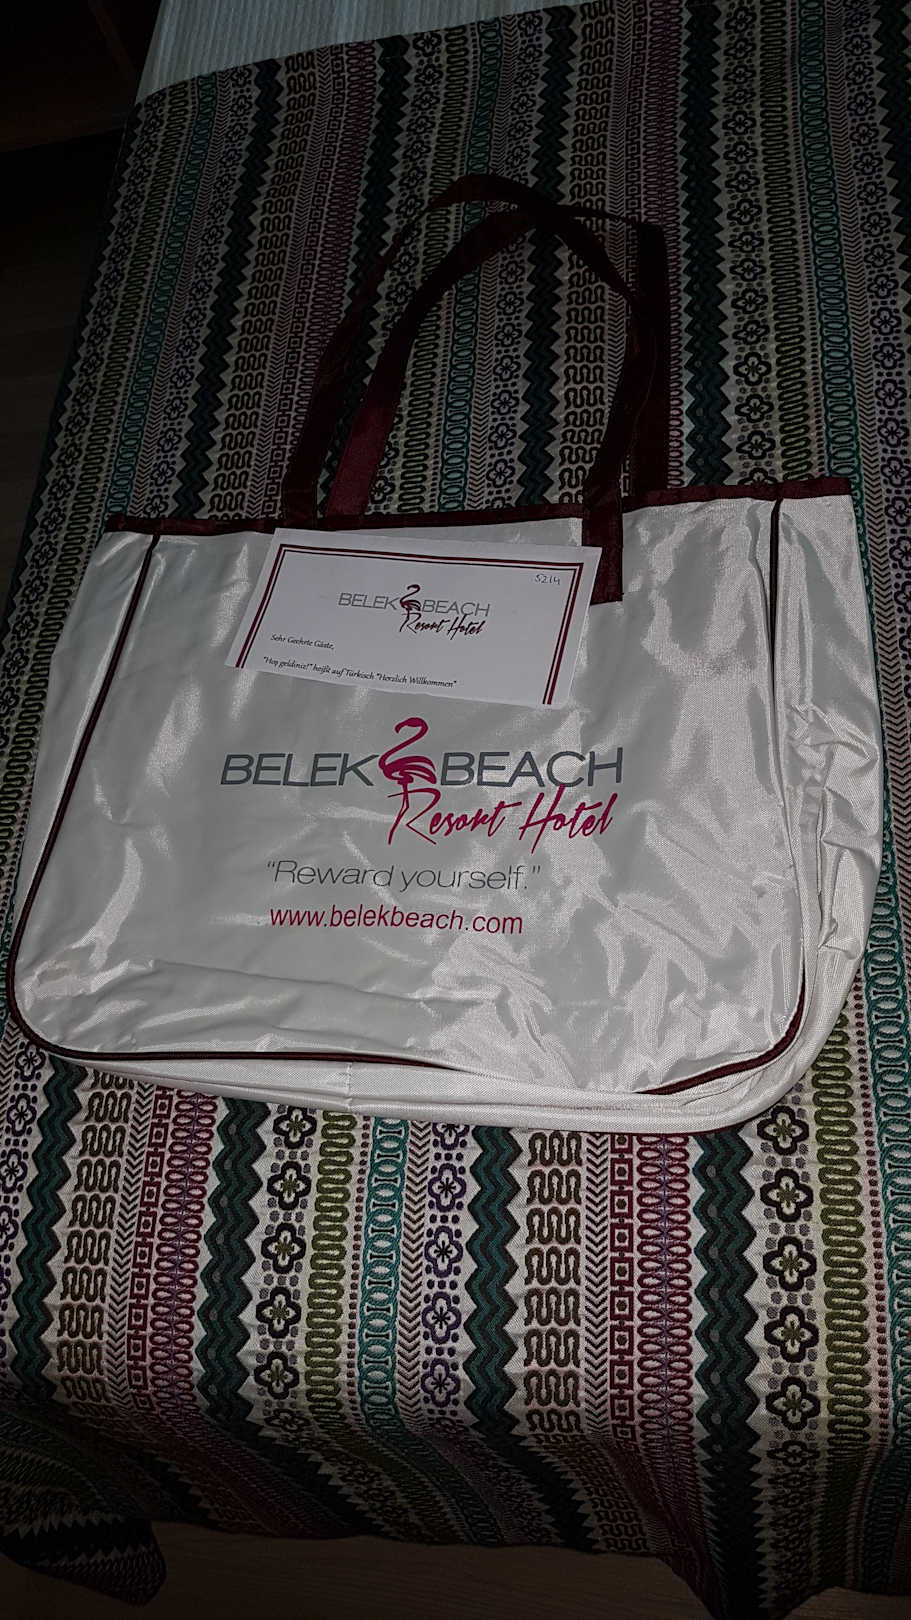 5214
BELEK BEACH
Resort Hotel
Sehr Geehrte Gäste,
"Hoş geldiniz!" heißt auf Türkisch "Herzlich Willkommen"
BELEK BEACH
Resort Hotel
“Reward yourself.”
www.belekbeach.com